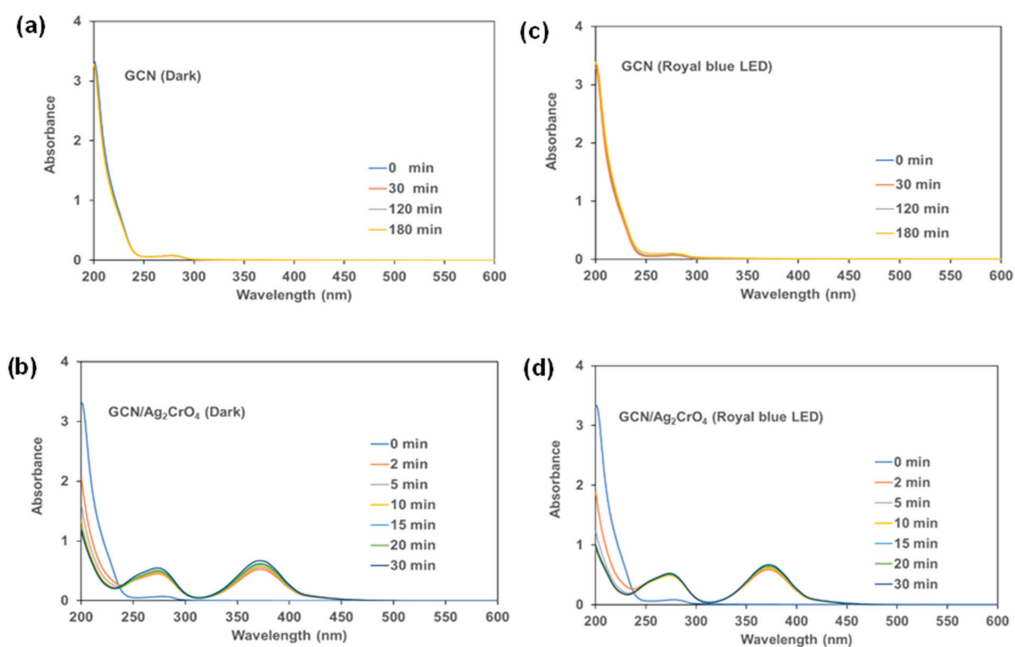 (a)
4
3
2
1
0
Absorbance
GCN (Dark)
0 min
30 min
120 min
180 min
200 250 300 350 400 450 500 550 600
Wavelength (nm)
(c)
4
3
2
1
0
Absorbance
GCN (Royal blue LED)
0 min
30 min
120 min
180 min
200 250 300 350 400 450 500 550 600
Wavelength (nm)
(b)
4
3
2
1
0
Absorbance
GCN/Ag₂CrO₄ (Dark)
0 min
2 min
5 min
10 min
15 min
20 min
30 min
200 250 300 350 400 450 500 550 600
Wavelength (nm)
(d)
4
3
2
1
0
Absorbance
GCN/Ag₂CrO₄ (Royal blue LED)
0 min
2 min
5 min
10 min
15 min
20 min
30 min
200 250 300 350 400 450 500 550 600
Wavelength (nm)